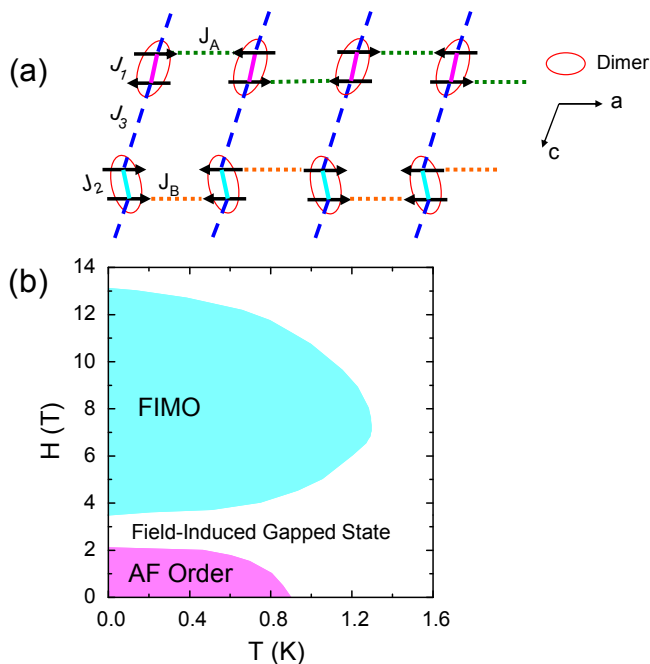 (a)
J_A
J_1
Dimer
a
c
J_3
J_2
J_B
(b)
14
12
10
8
6
4
2
0
H (T)
FIMO
Field-Induced Gapped State
AF Order
0.0 0.4 0.8 1.2 1.6
T (K)